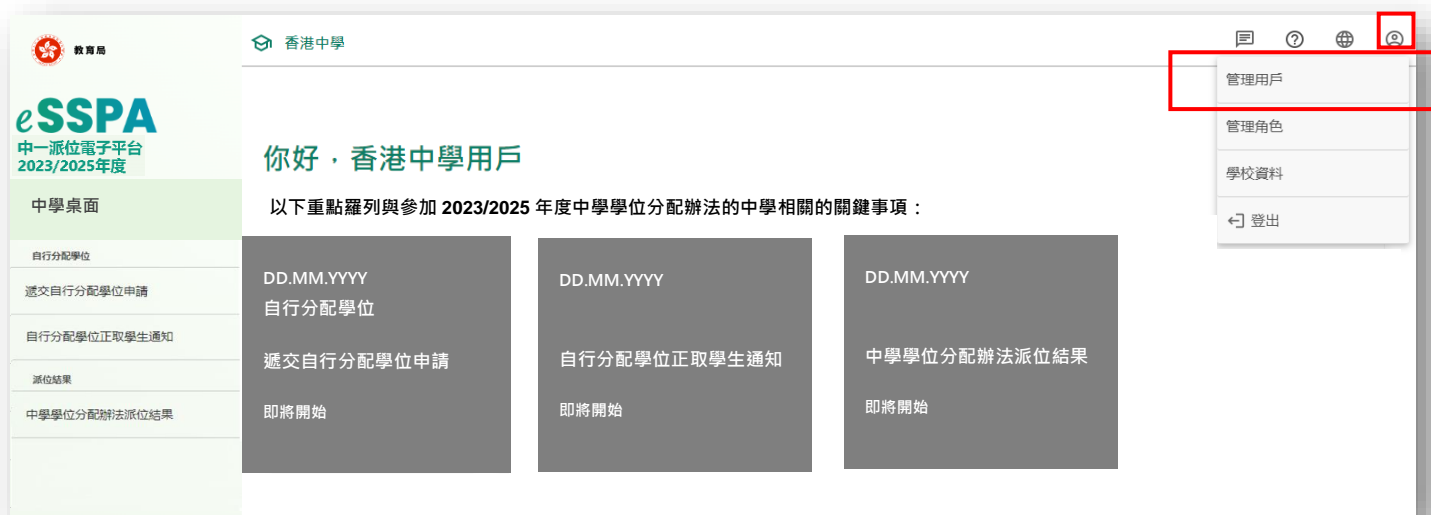 教育局
eSSPA
中一派位電子平台
2023/2025年度
中學桌面
自行分配學位
遞交自行分配學位申請
自行分配學位正取學生通知
派位結果
中學學位分配辦法派位結果
香港中學
管理用戶
管理角色
學校資料
登出
你好，香港中學用戶
以下重點羅列與參加 2023/2025 年度中學學位分配辦法的中學相關的關鍵事項：
DD.MM.YYYY
自行分配學位
遞交自行分配學位申請
即將開始
DD.MM.YYYY
自行分配學位正取學生通知
即將開始
DD.MM.YYYY
中學學位分配辦法派位結果
即將開始